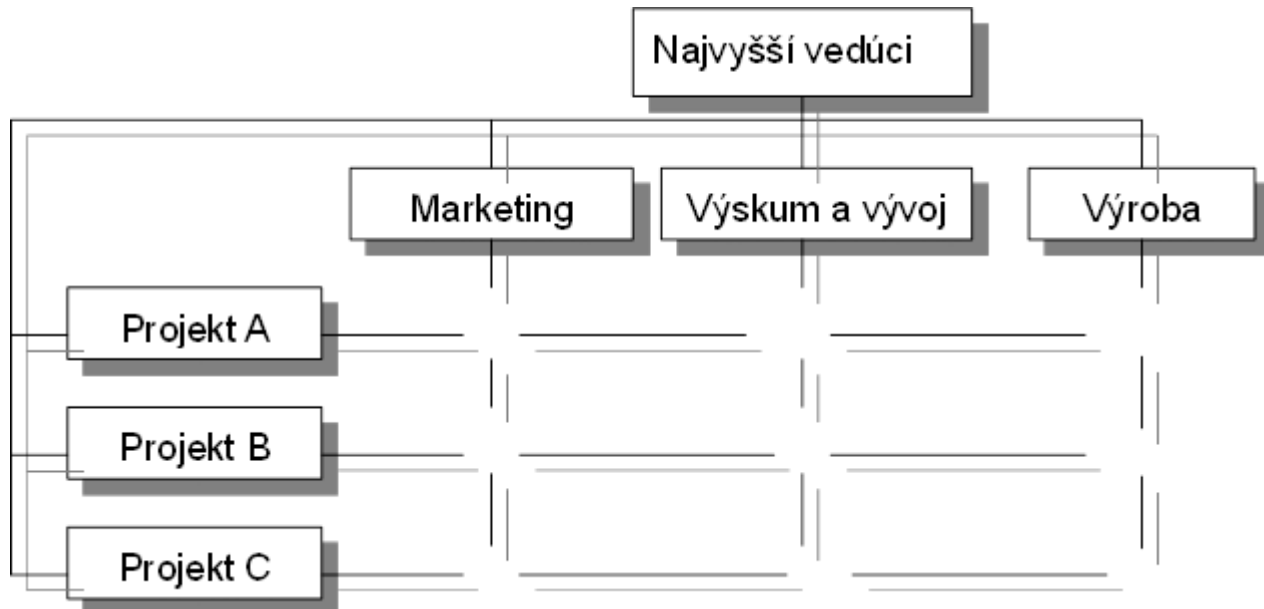 Najvyšší vedúci
Marketing
Výskum a vývoj
Výroba
Projekt A
Projekt B
Projekt C